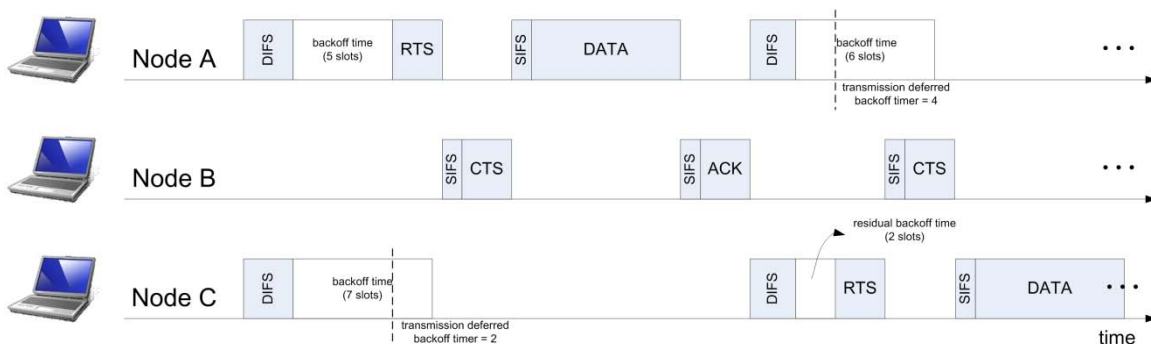 Node A
DIFS
backoff time
(5 slots)
RTS
SIFS
DATA
DIFS
backoff time
(6 slots)
• • •
transmission deferred
backoff timer = 4
Node B
SIFS
CTS
SIFS
ACK
SIFS
CTS
• • •
residual backoff time
(2 slots)
Node C
DIFS
backoff time
(7 slots)
DIFS
RTS
SIFS
DATA
• • •
transmission deferred
backoff timer = 2
time